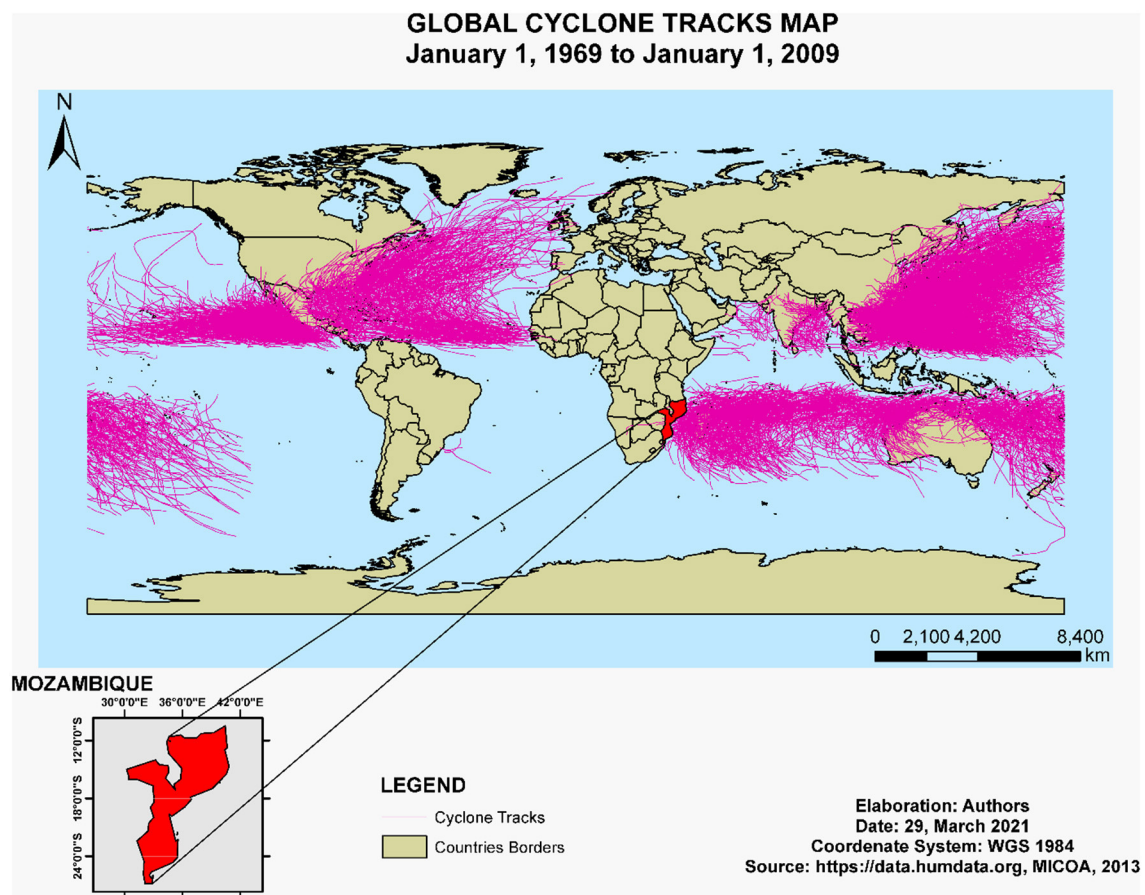 GLOBAL CYCLONE TRACKS MAP
January 1, 1969 to January 1, 2009
N
0 2,100 4,200 8,400
km
MOZAMBIQUE
30°0'0"E 36°0'0"E 42°0'0"E
12°0'0"S
18°0'0"S
24°0'0"S
LEGEND
Cyclone Tracks
Countries Borders
Elaboration: Authors
Date: 29, March 2021
Coordenate System: WGS 1984
Source: https://data.humdata.org, MICOA, 2013